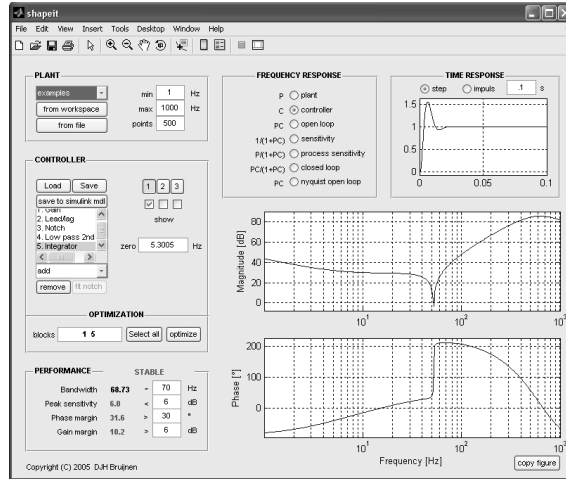 shapeit
File Edit View Insert Tools Desktop Window Help
PLANT
examples
from workspace
from file
min 1 Hz
max 1000 Hz
points 500
FREQUENCY RESPONSE
P plant
C controller
PC open loop
1/(1+PC) sensitivity
P/(1+PC) process sensitivity
PC/(1+PC) closed loop
PC nyquist open loop
TIME RESPONSE
step impuls .1 s
1.5
1
0.5
0
0 0.05 0.1
CONTROLLER
Load Save
save to simulink mdl
1. Gain
2. Lead/lag
3. Notch
4. Low pass 2nd
5. Integrator
add
remove fit notch
1 2 3
show
zero 5.3005 Hz
OPTIMIZATION
blocks 1 5 Select all optimize
PERFORMANCE STABLE
Bandwidth 68.73 ~ 70 Hz
Peak sensitivity 6.0 < 6 dB
Phase margin 31.6 > 30 °
Gain margin 10.2 > 6 dB
Magnitude [dB]
80
60
40
20
0
10¹ 10² 10³
Phase [°]
200
100
0
10¹ 10² 10³
Frequency [Hz]
copy figure
Copyright (C) 2005 DJH Bruijnen